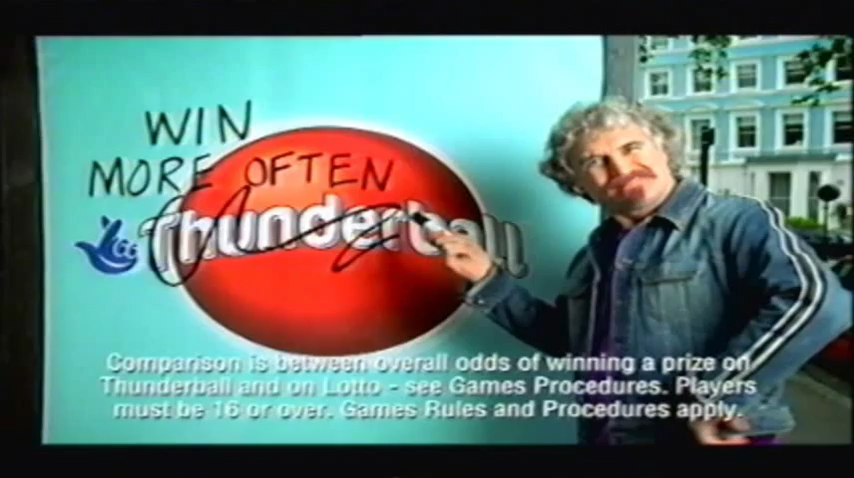 WIN
MORE OFTEN
Thunderball
Comparison is between overall odds of winning a prize on
Thunderball and on Lotto - see Games Procedures. Players
must be 16 or over. Games Rules and Procedures apply.